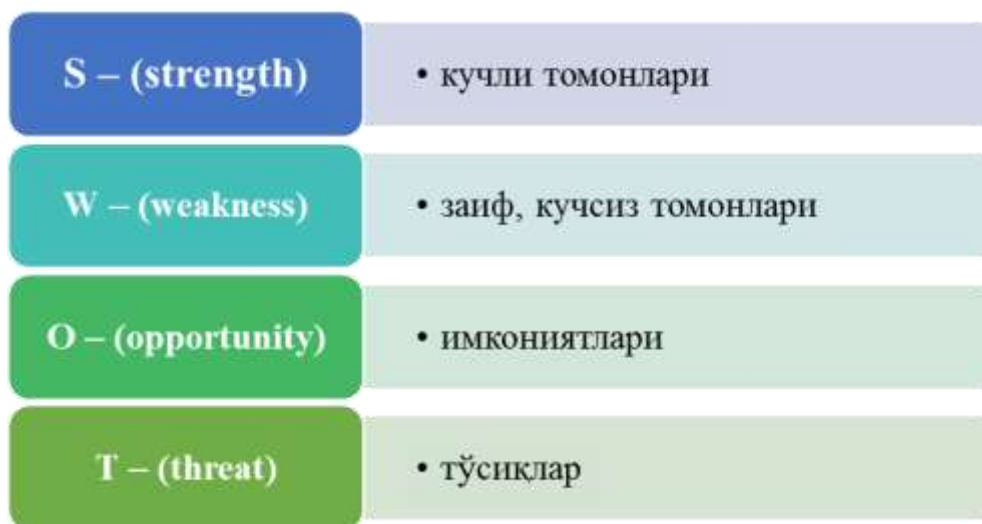 S – (strength)
• кучли томонлари
W – (weakness)
• заиф, кучсиз томонлари
O – (opportunity)
• имкониятлари
T – (threat)
• тўсиқлар